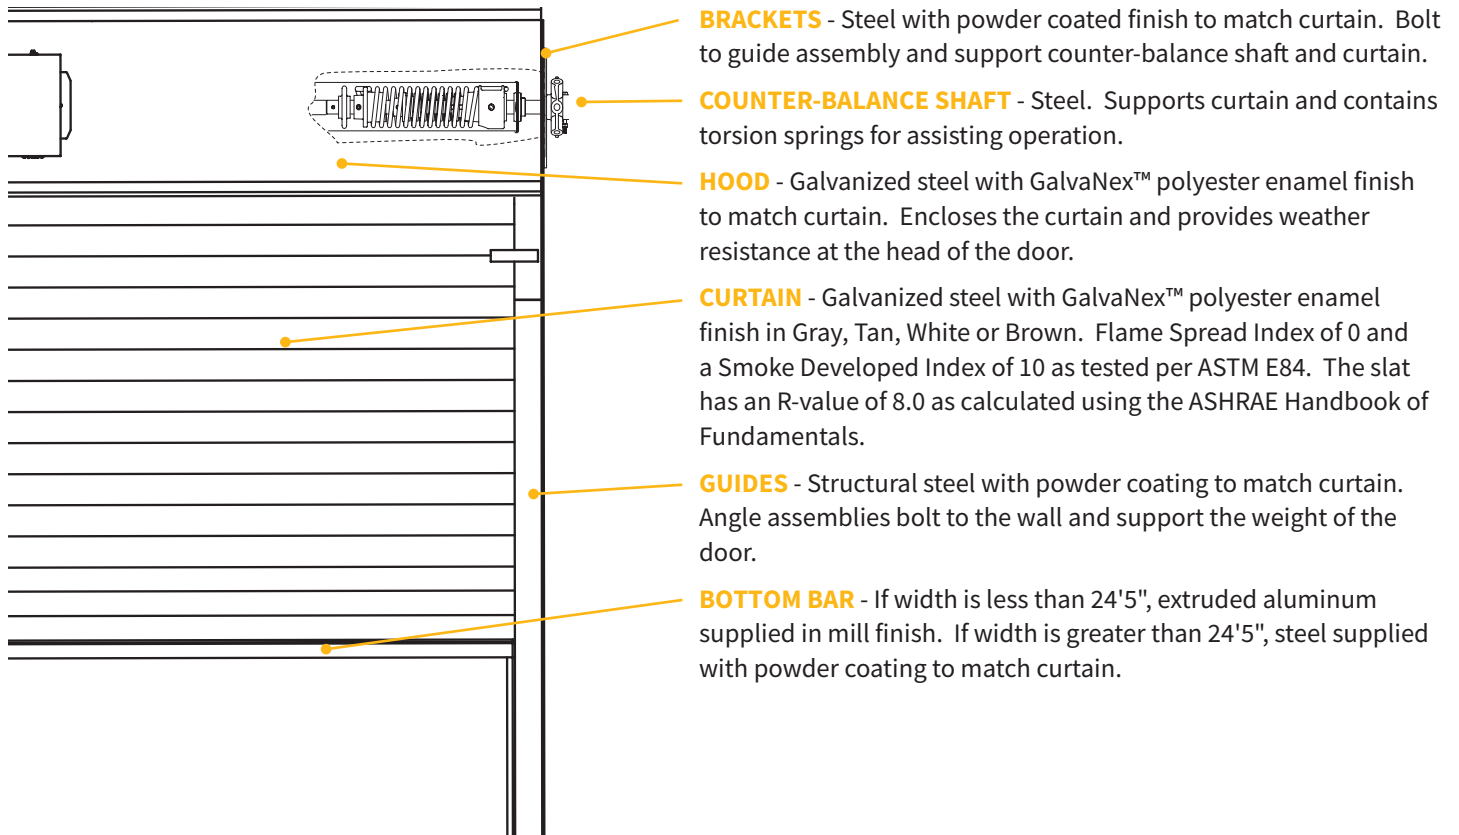 BRACKETS - Steel with powder coated finish to match curtain.  Bolt
to guide assembly and support counter-balance shaft and curtain.
COUNTER-BALANCE SHAFT - Steel.  Supports curtain and contains
torsion springs for assisting operation.
HOOD - Galvanized steel with GalvaNex™ polyester enamel finish
to match curtain.  Encloses the curtain and provides weather
resistance at the head of the door.
CURTAIN - Galvanized steel with GalvaNex™ polyester enamel
finish in Gray, Tan, White or Brown.  Flame Spread Index of 0 and
a Smoke Developed Index of 10 as tested per ASTM E84.  The slat
has an R-value of 8.0 as calculated using the ASHRAE Handbook of
Fundamentals.
GUIDES - Structural steel with powder coating to match curtain.
Angle assemblies bolt to the wall and support the weight of the
door.
BOTTOM BAR - If width is less than 24'5", extruded aluminum
supplied in mill finish.  If width is greater than 24'5", steel supplied
with powder coating to match curtain.